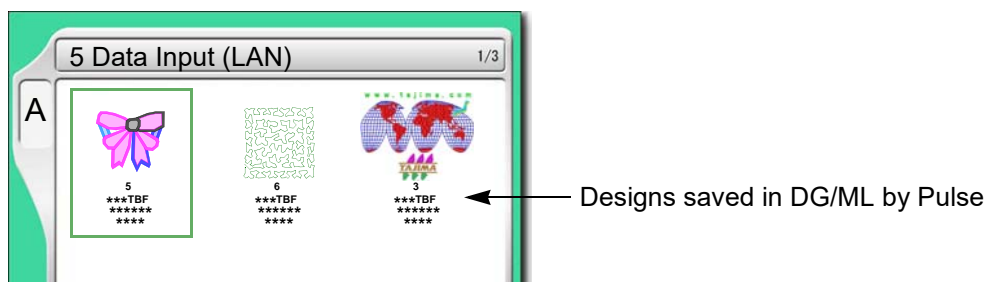 5 Data Input (LAN)
1/3
A
www.tajima.com
TAJIMA
5
***TBF
******
****
6
***TBF
******
****
3
***TBF
******
****
Designs saved in DG/ML by Pulse